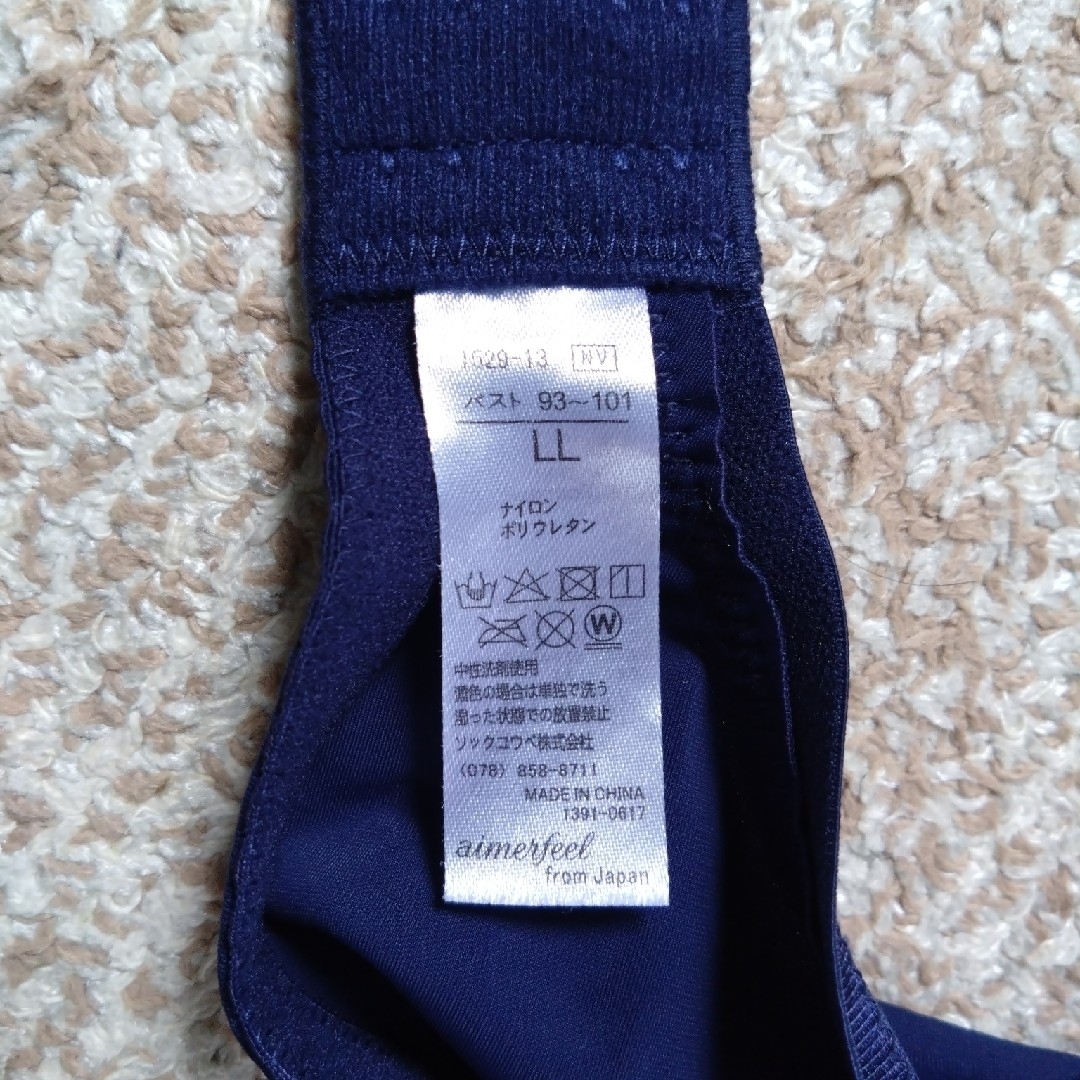 1629-13 NV
バスト 93～101
LL
ナイロン
ポリウレタン
W
中性洗剤使用
濃色の場合は単独で洗う
湿った状態での放置禁止
ソックコウベ株式会社
(078) 858-8711
MADE IN CHINA
1391-0617
aimerfeel
from Japan